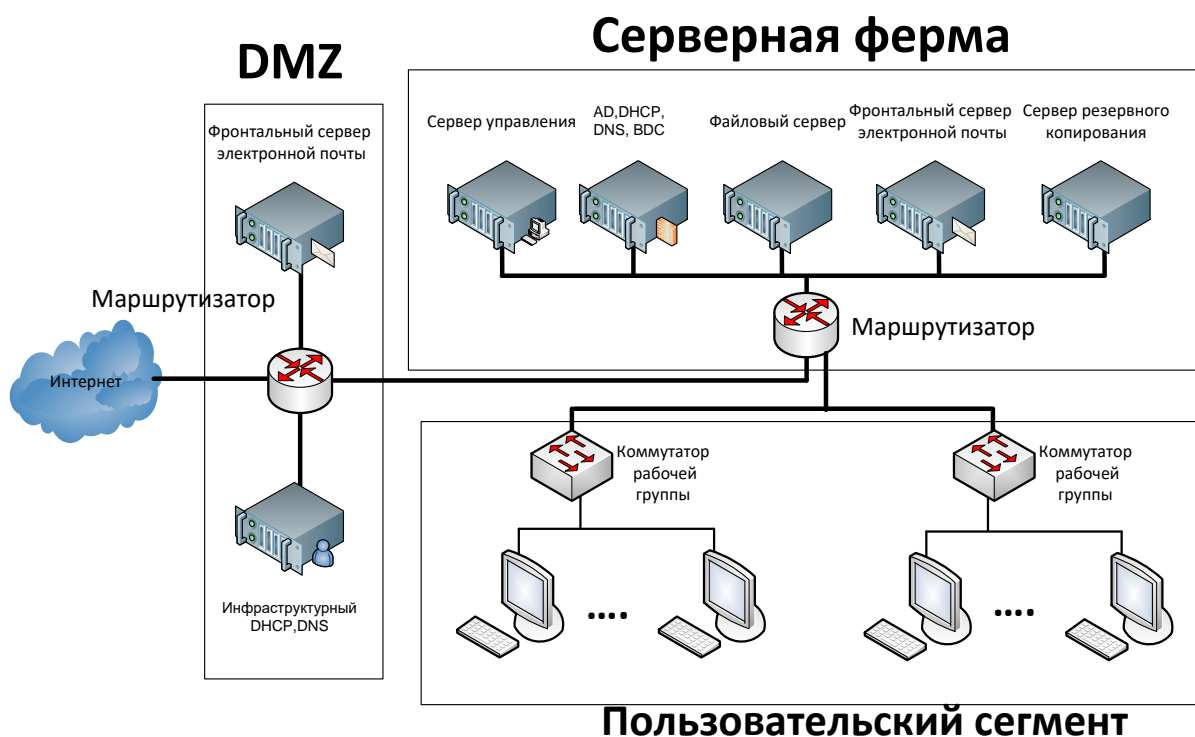 DMZ
Серверная ферма
Фронтальный сервер
электронной почты
Сервер управления
AD,DHCP,
DNS, BDC
Файловый сервер
Фронтальный сервер
электронной почты
Сервер резервного
копирования
Маршрутизатор
Маршрутизатор
Интернет
Коммутатор
рабочей
группы
Коммутатор
рабочей
группы
....
....
Инфраструктурный
DHCP,DNS
Пользовательский сегмент